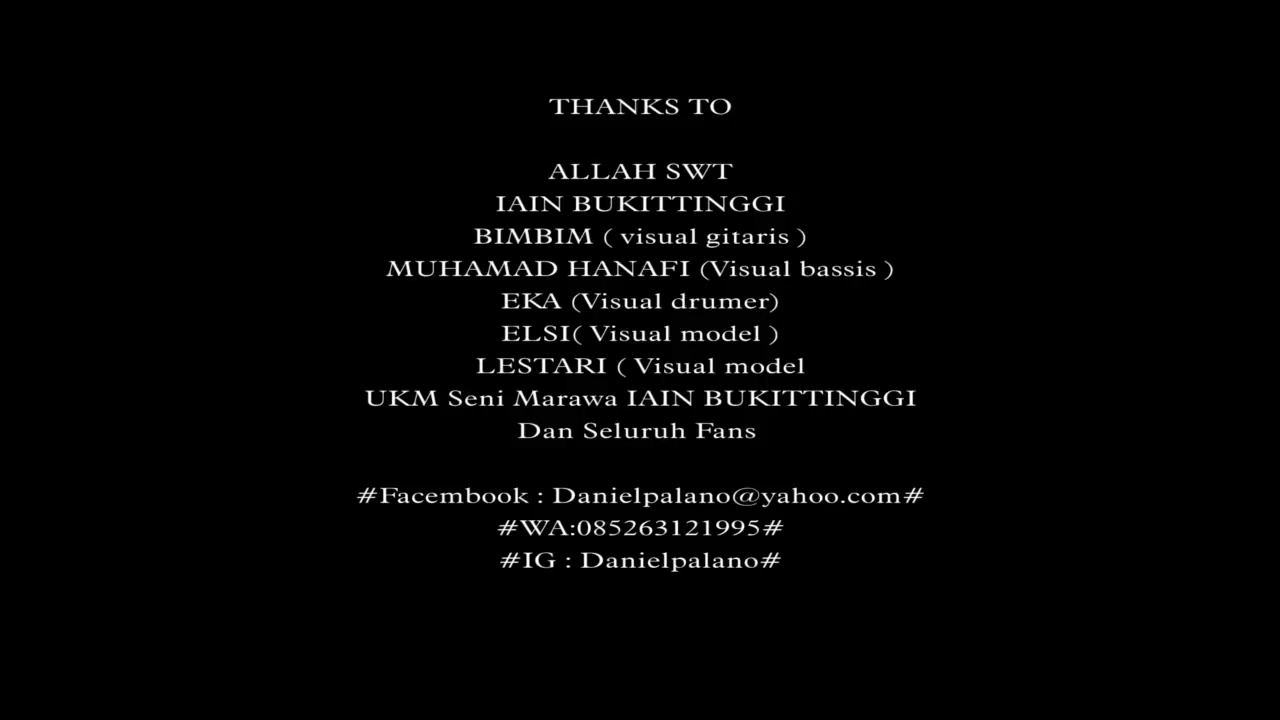 THANKS TO
ALLAH SWT
IAIN BUKITTINGGI
BIMBIM ( visual gitaris )
MUHAMAD HANAFI (Visual bassis )
EKA (Visual drumer)
ELSI( Visual model )
LESTARI ( Visual model
UKM Seni Marawa IAIN BUKITTINGGI
Dan Seluruh Fans
#Facembook : Danielpalano@yahoo.com#
#WA:085263121995#
#IG : Danielpalano#